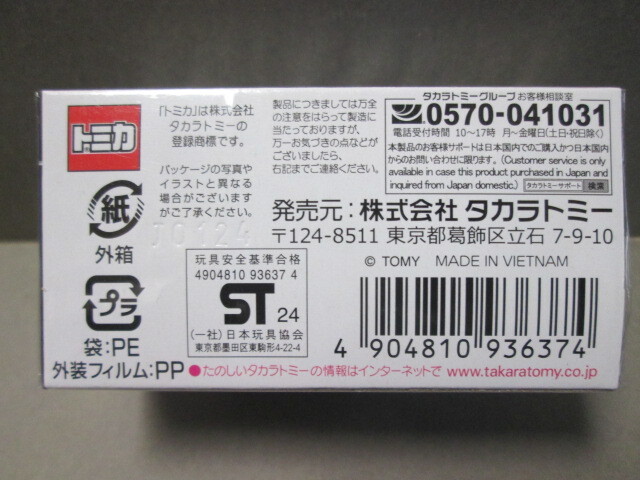 トミカ
「トミカ」は株式会社
タカラトミーの
登録商標です。
パッケージの写真や
イラストと異なる
場合がございますが
ご了承ください。
J0124
製品につきましては万全
の注意をはらって製造に
当たっておりますが、
万一お気づきの点などが
ございましたら、
右記までご連絡ください。
タカラトミーグループ お客様相談室
0570-041031
電話受付時間 10～17時 月～金曜日(土・日・祝日除く)
本製品のお客様サポートは日本国内でのご購入かつ日本国内
からのお問い合わせに限ります。(Customer service is only
available in case this product purchased in Japan and
inquired from Japan domestic.) タカラトミーサポート 検索
発売元：株式会社 タカラトミー
〒124-8511 東京都葛飾区立石 7-9-10
© TOMY MADE IN VIETNAM
紙
外箱
プラ
袋：PE
外装フィルム：PP
玩具安全基準合格
4904810 93637 4
ST 24
(一社)日本玩具協会
東京都墨田区東駒形4-22-4
4 904810 936374
●たのしいタカラトミーの情報はインターネットで www.takaratomy.co.jp